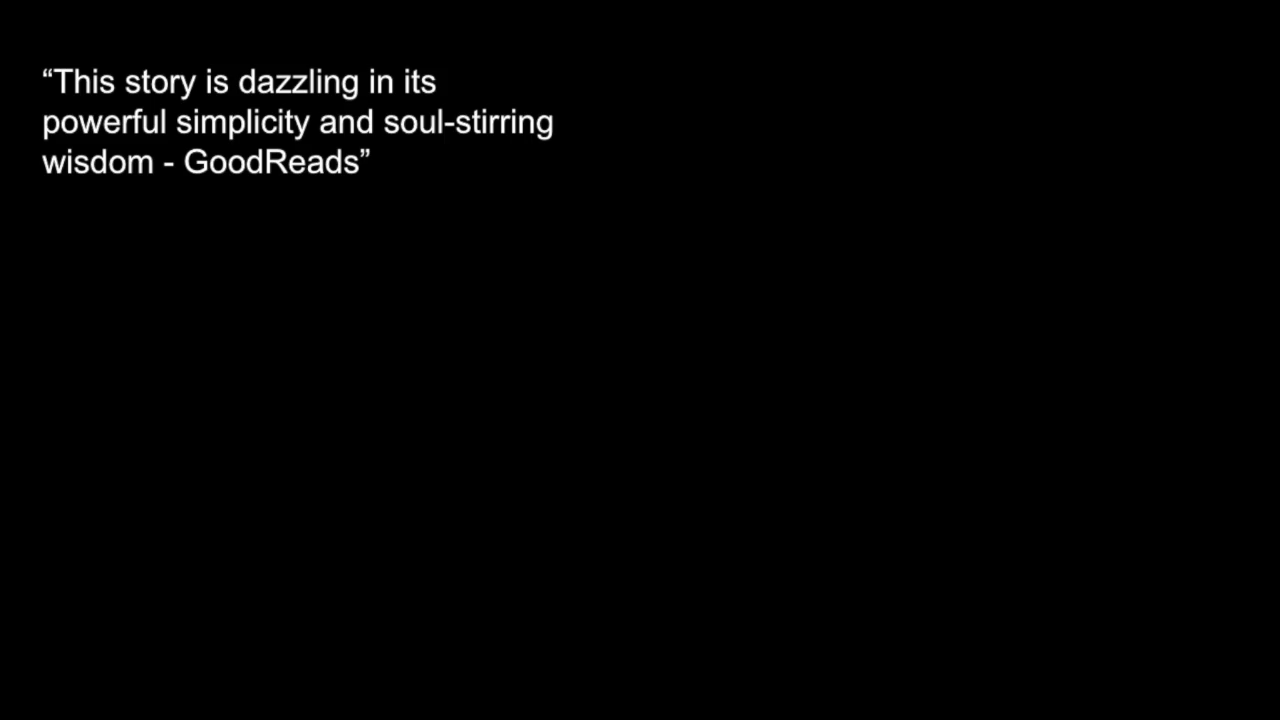 “This story is dazzling in its
powerful simplicity and soul-stirring
wisdom - GoodReads”